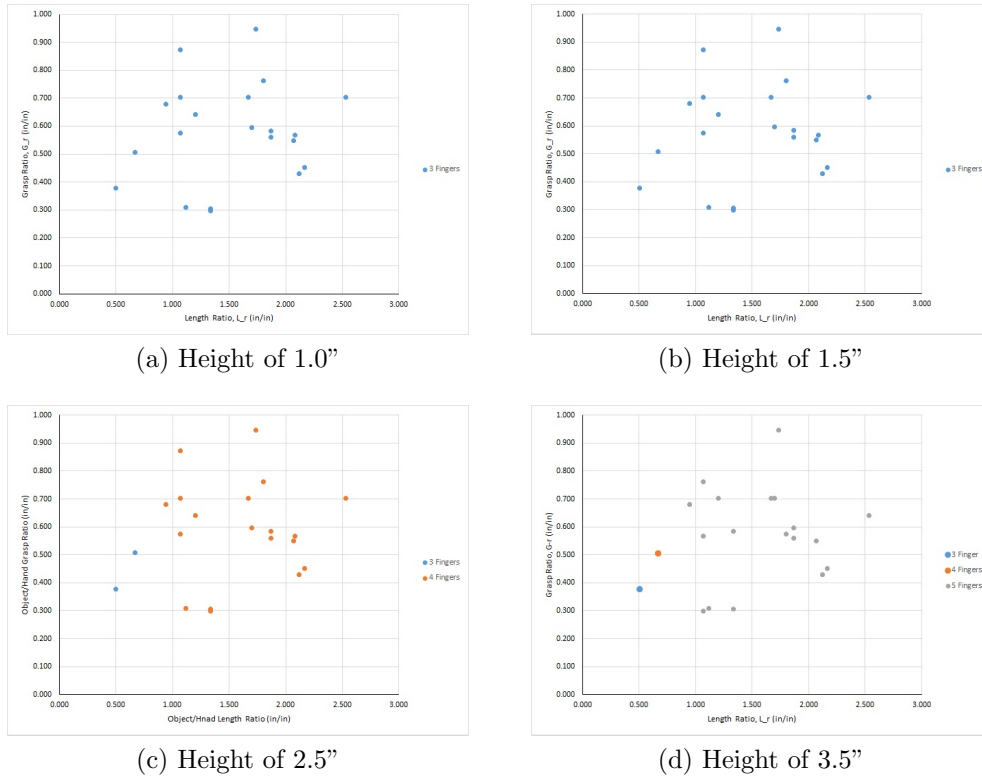 1.000
0.900
0.800
0.700
0.600
0.500
0.400
0.300
0.200
0.100
0.000
Grasp Ratio, G_r (in/in)
0.000 0.500 1.000 1.500 2.000 2.500 3.000
Length Ratio, L_r (in/in)
3 Fingers
(a) Height of 1.0”
1.000
0.900
0.800
0.700
0.600
0.500
0.400
0.300
0.200
0.100
0.000
Grasp Ratio, G_r (in/in)
0.000 0.500 1.000 1.500 2.000 2.500 3.000
Length Ratio, L_r (in/in)
3 Fingers
(b) Height of 1.5”
1.000
0.900
0.800
0.700
0.600
0.500
0.400
0.300
0.200
0.100
0.000
Object/Hand Grasp Ratio (in/in)
0.000 0.500 1.000 1.500 2.000 2.500 3.000
Object/Hnad Length Ratio (in/in)
3 Fingers
4 Fingers
(c) Height of 2.5”
1.000
0.900
0.800
0.700
0.600
0.500
0.400
0.300
0.200
0.100
0.000
Grasp Ratio, G-r (in/in)
0.000 0.500 1.000 1.500 2.000 2.500 3.000
Length Ratio, L_r (in/in)
3 Finger
4 Fingers
5 Fingers
(d) Height of 3.5”